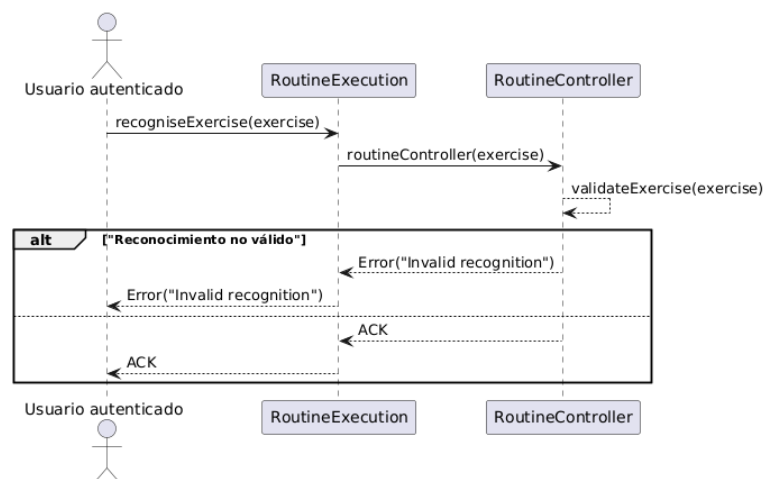 Usuario autenticado
RoutineExecution
RoutineController
recogniseExercise(exercise)
routineController(exercise)
validateExercise(exercise)
alt
["Reconocimiento no válido"]
Error("Invalid recognition")
Error("Invalid recognition")
ACK
ACK
Usuario autenticado
RoutineExecution
RoutineController